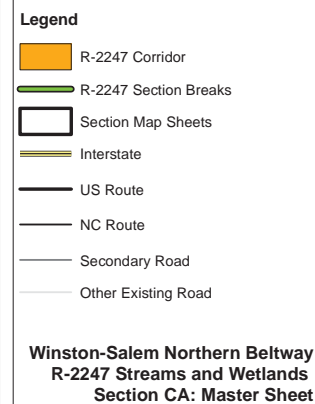 Legend
R-2247 Corridor
R-2247 Section Breaks
Section Map Sheets
Interstate
US Route
NC Route
Secondary Road
Other Existing Road
Winston-Salem Northern Beltway
R-2247 Streams and Wetlands
Section CA: Master Sheet